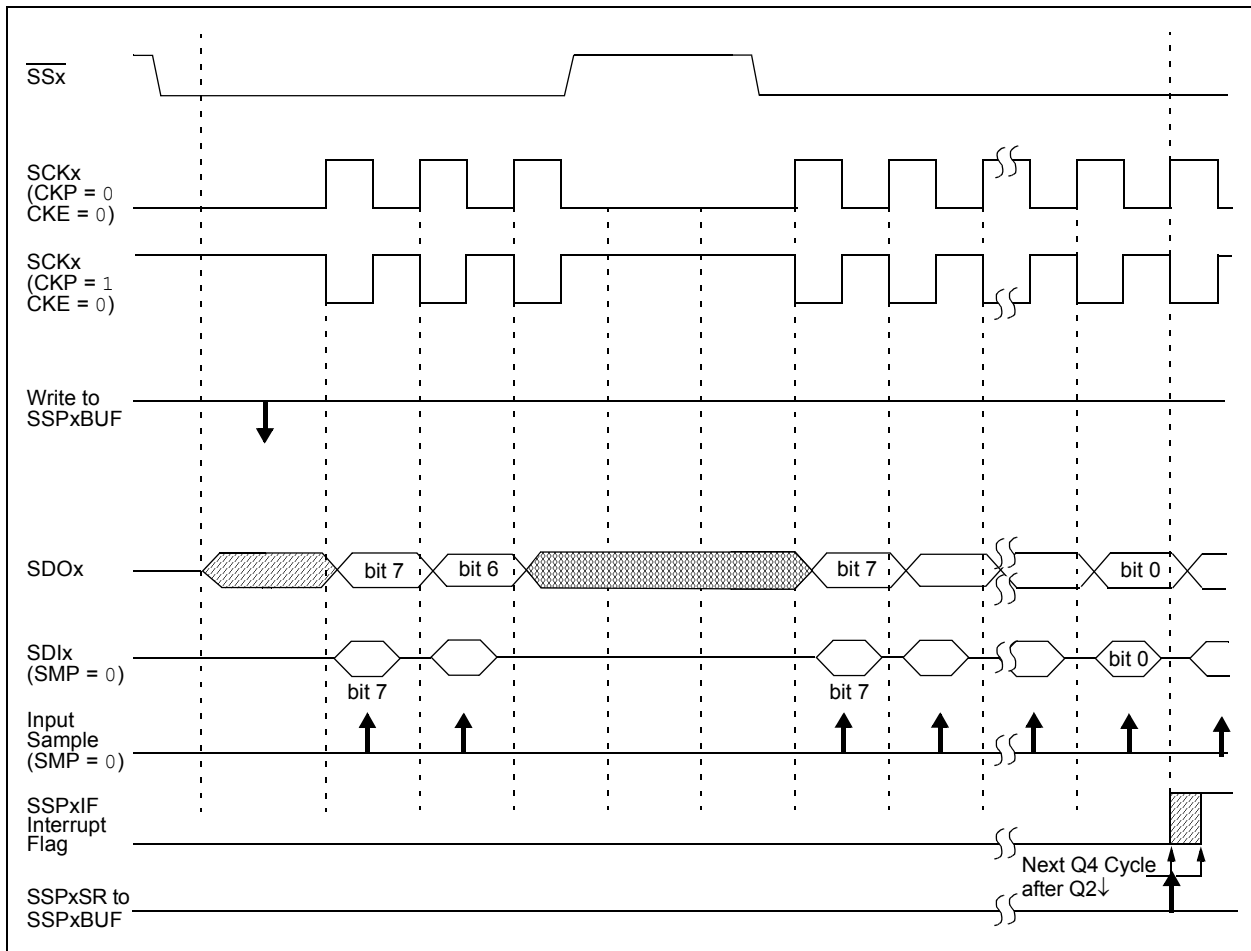 SSx
SCKx
(CKP = 0
CKE = 0)
SCKx
(CKP = 1
CKE = 0)
Write to
SSPxBUF
SDOx
bit 7
bit 6
bit 7
bit 0
SDIx
(SMP = 0)
bit 7
bit 7
bit 0
Input
Sample
(SMP = 0)
SSPxIF
Interrupt
Flag
Next Q4 Cycle
after Q2↓
SSPxSR to
SSPxBUF